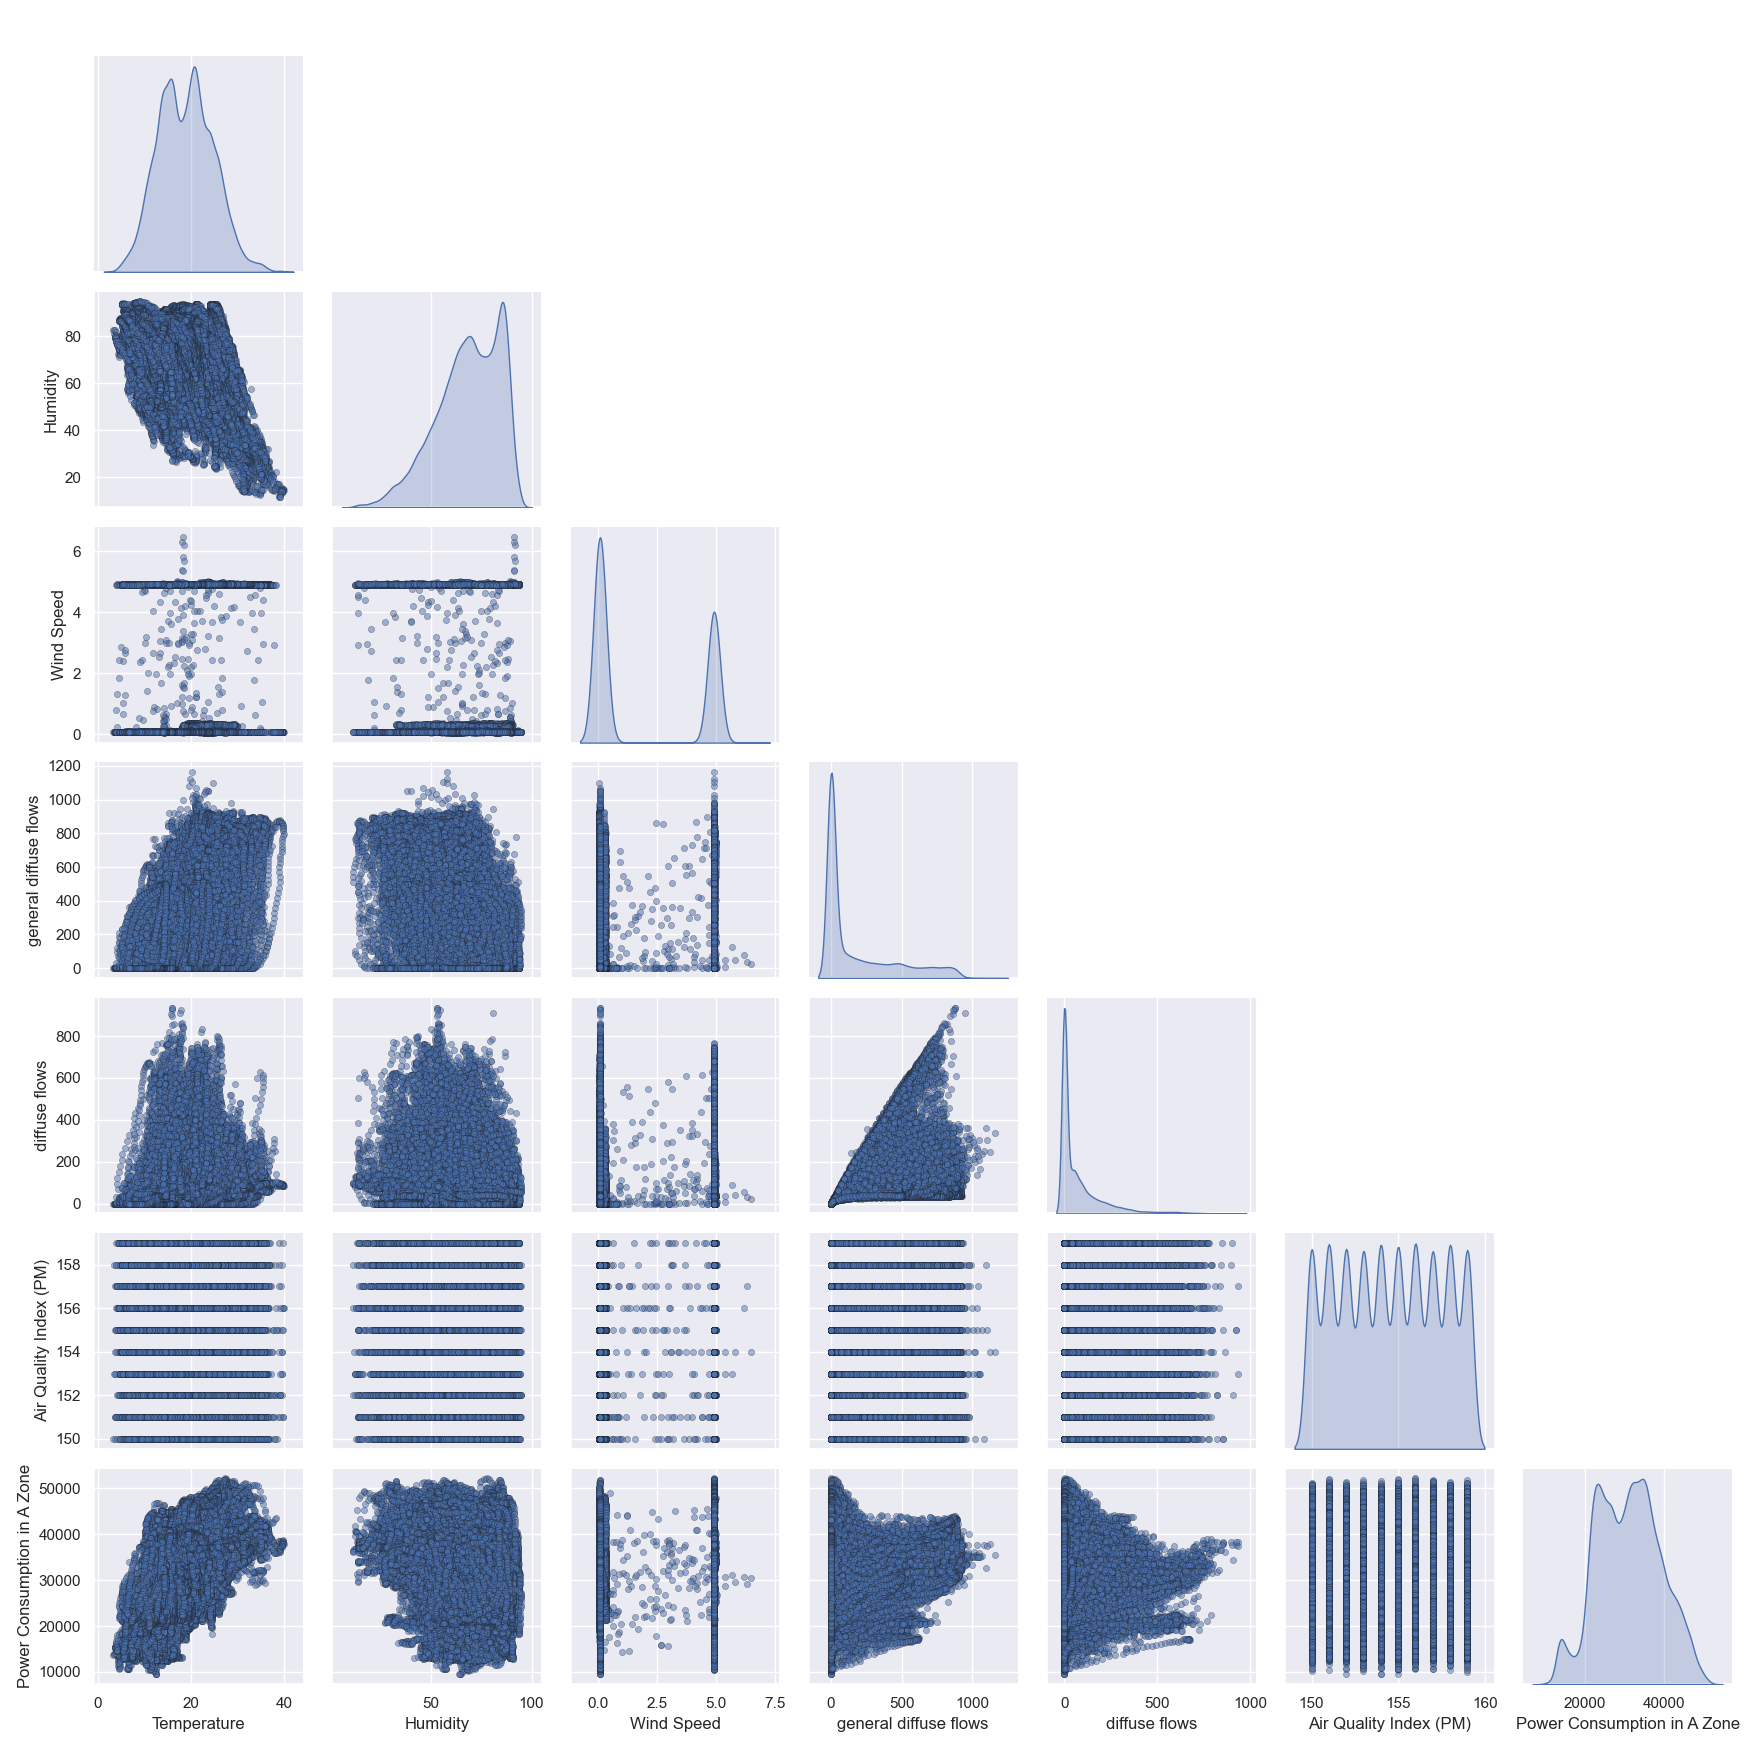 80
60
40
20
Humidity
6
4
2
0
Wind Speed
1200
1000
800
600
400
200
0
general diffuse flows
800
600
400
200
0
diffuse flows
158
156
154
152
150
Air Quality Index (PM)
50000
40000
30000
20000
10000
Power Consumption in A Zone
0 20 40
50 100
0.0 2.5 5.0 7.5
0 500 1000
0 500 1000
150 155 160
20000 40000
Temperature
Humidity
Wind Speed
general diffuse flows
diffuse flows
Air Quality Index (PM)
Power Consumption in A Zone